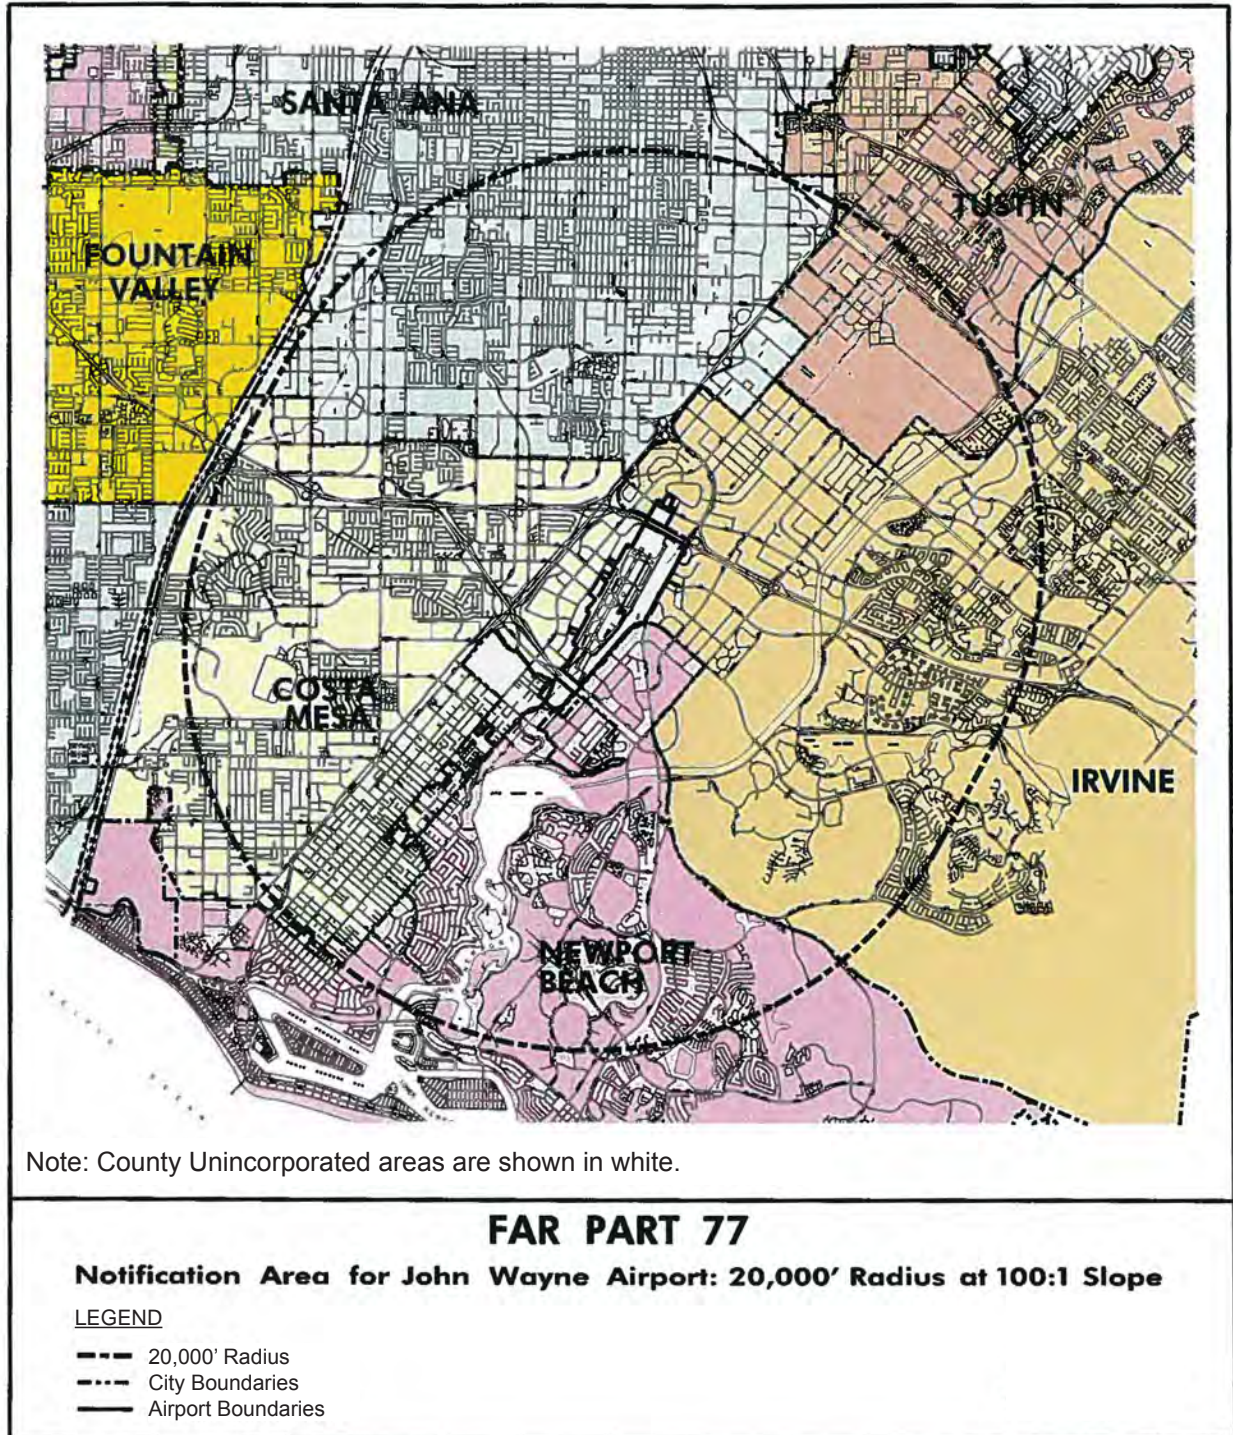 SANTA ANA
TUSTIN
FOUNTAIN
VALLEY
COSTA
MESA
IRVINE
NEWPORT
BEACH
Note: County Unincorporated areas are shown in white.
FAR PART 77
Notification Area for John Wayne Airport: 20,000' Radius at 100:1 Slope
LEGEND
20,000' Radius
City Boundaries
Airport Boundaries